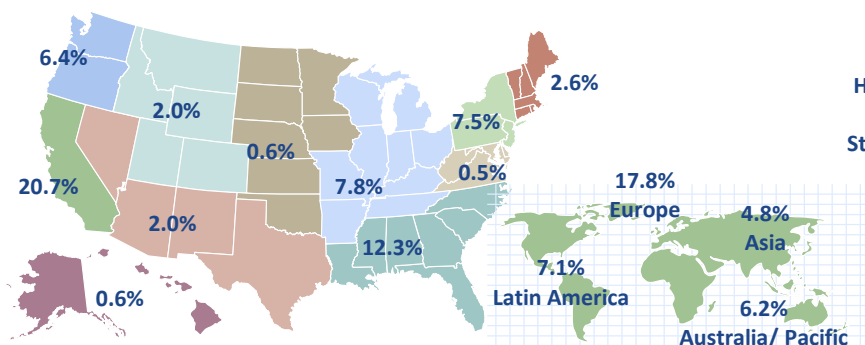 6.4%
2.6%
H
2.0%
7.5%
St
0.6%
0.5%
20.7%
7.8%
17.8%
2.0%
Europe
4.8%
12.3%
Asia
7.1%
0.6%
Latin America
6.2%
Australia/ Pacific